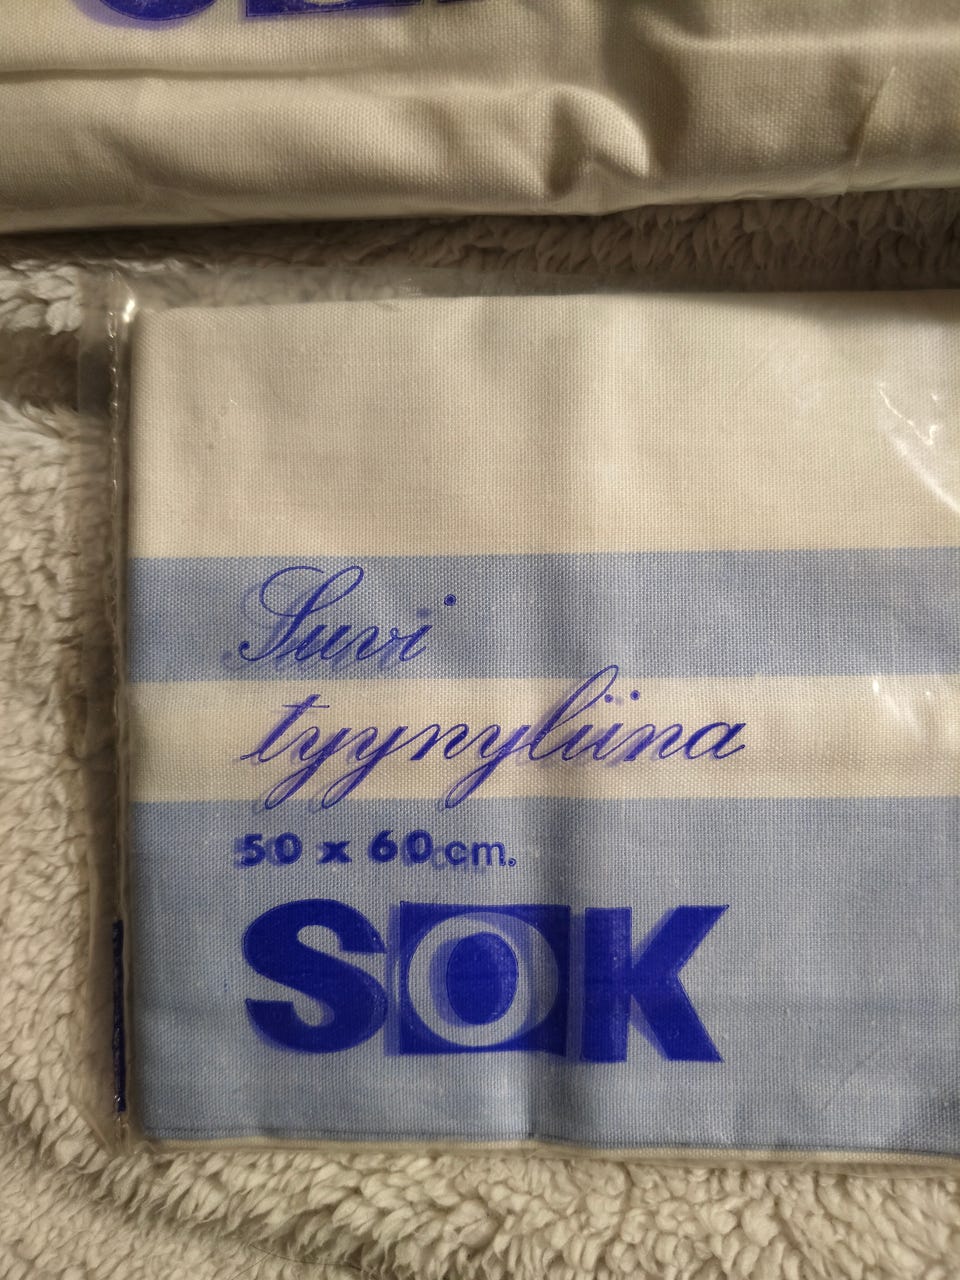 Suvi
tyynyliina
50 x 60 cm.
SOK